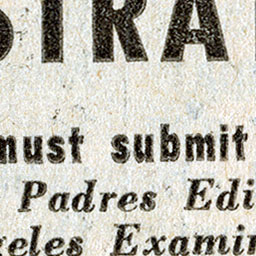 STRA
must submit
Padres Edi
geles Examin